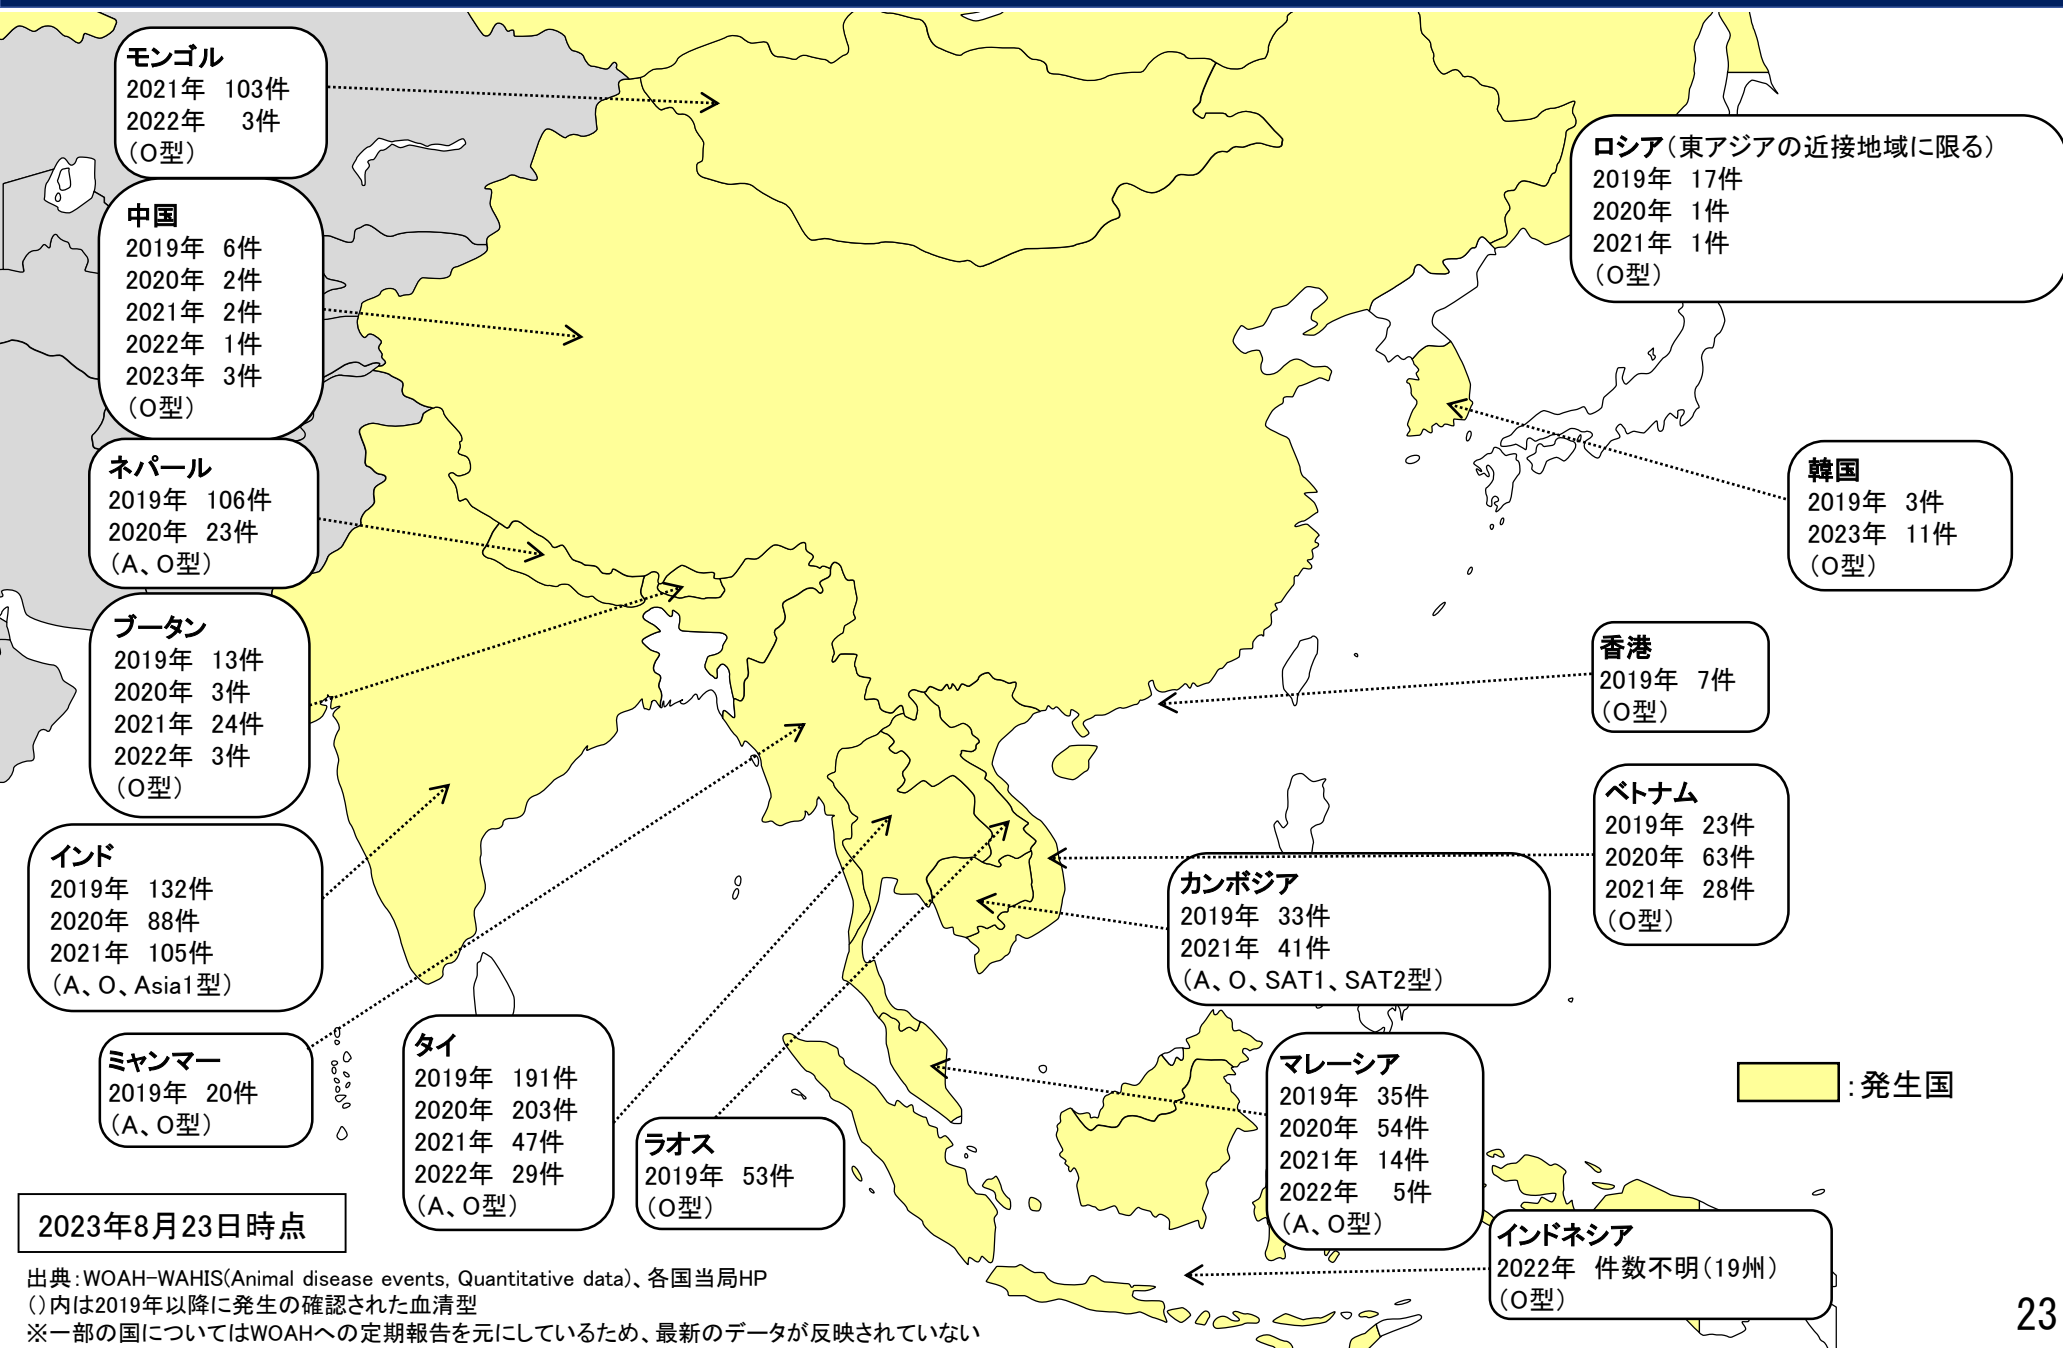 モンゴル
2021年 103件
2022年 3件
（O型）
中国
2019年 6件
2020年 2件
2021年 2件
2022年 1件
2023年 3件
（O型）
ネパール
2019年 106件
2020年 23件
（A、O型）
ブータン
2019年 13件
2020年 3件
2021年 24件
2022年 3件
（O型）
インド
2019年 132件
2020年 88件
2021年 105件
（A、O、Asia1型）
ミャンマー
2019年 20件
（A、O型）
タイ
2019年 191件
2020年 203件
2021年 47件
2022年 29件
（A、O型）
ラオス
2019年 53件
（O型）
ロシア（東アジアの近接地域に限る）
2019年 17件
2020年 1件
2021年 1件
（O型）
韓国
2019年 3件
2023年 11件
（O型）
香港
2019年 7件
（O型）
ベトナム
2019年 23件
2020年 63件
2021年 28件
（O型）
カンボジア
2019年 33件
2021年 41件
（A、O、SAT1、SAT2型）
マレーシア
2019年 35件
2020年 54件
2021年 14件
2022年 5件
（A、O型）
インドネシア
2022年 件数不明（19州）
（O型）
：発生国
2023年8月23日時点
出典：WOAH-WAHIS(Animal disease events, Quantitative data)、各国当局HP
（）内は2019年以降に発生の確認された血清型
※一部の国についてはWOAHへの定期報告を元にしているため、最新のデータが反映されていない
23